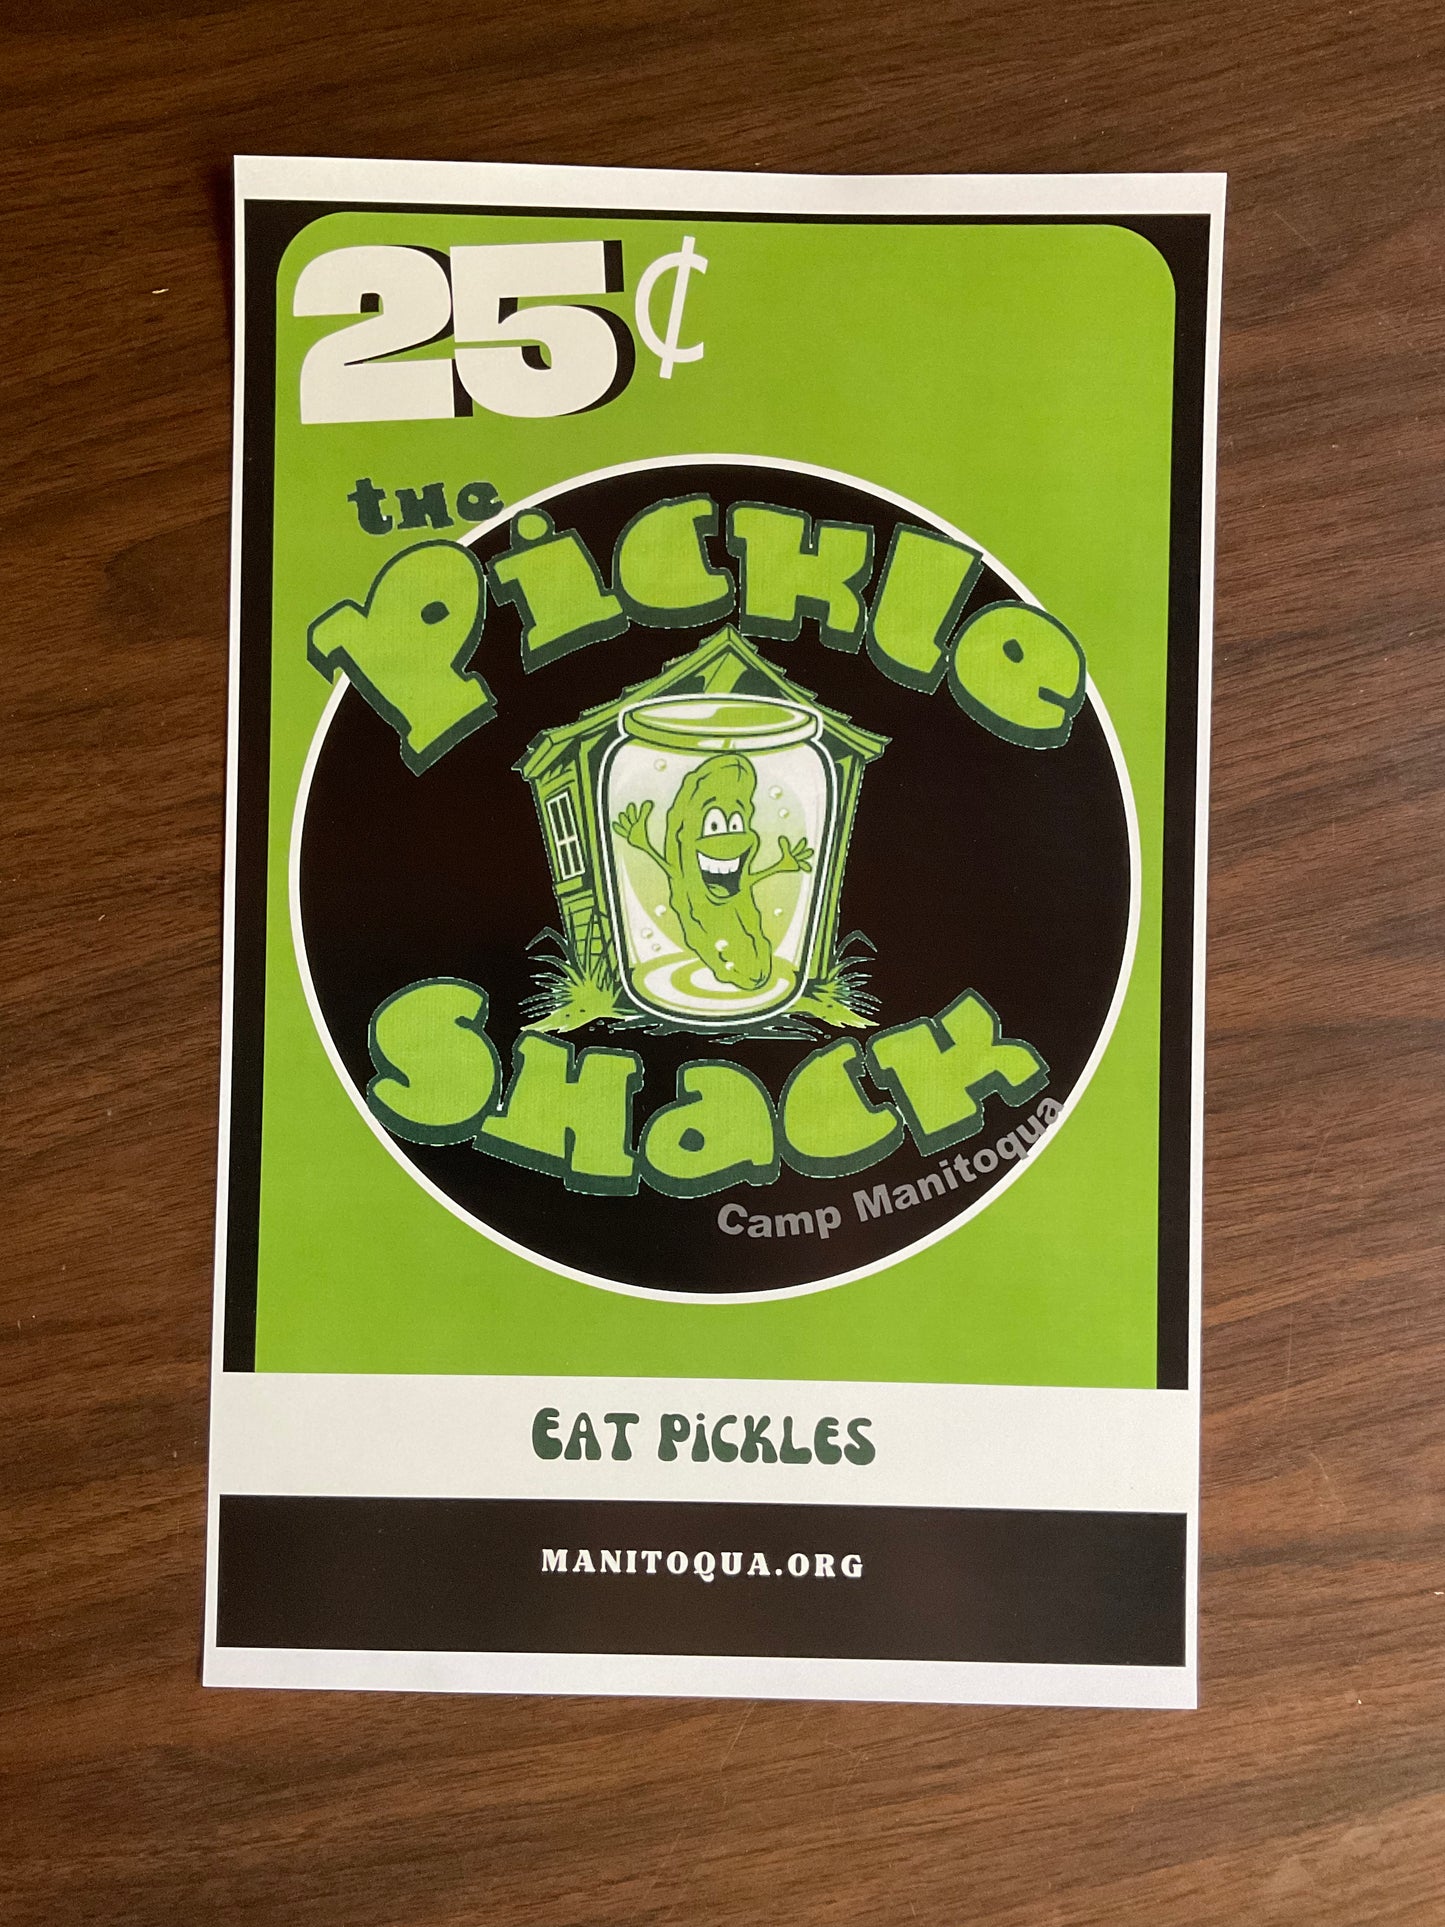 25¢
the
Pickle
SHack
Camp Manitoqua
EAT PiCKLES
MANITOQUA.ORG